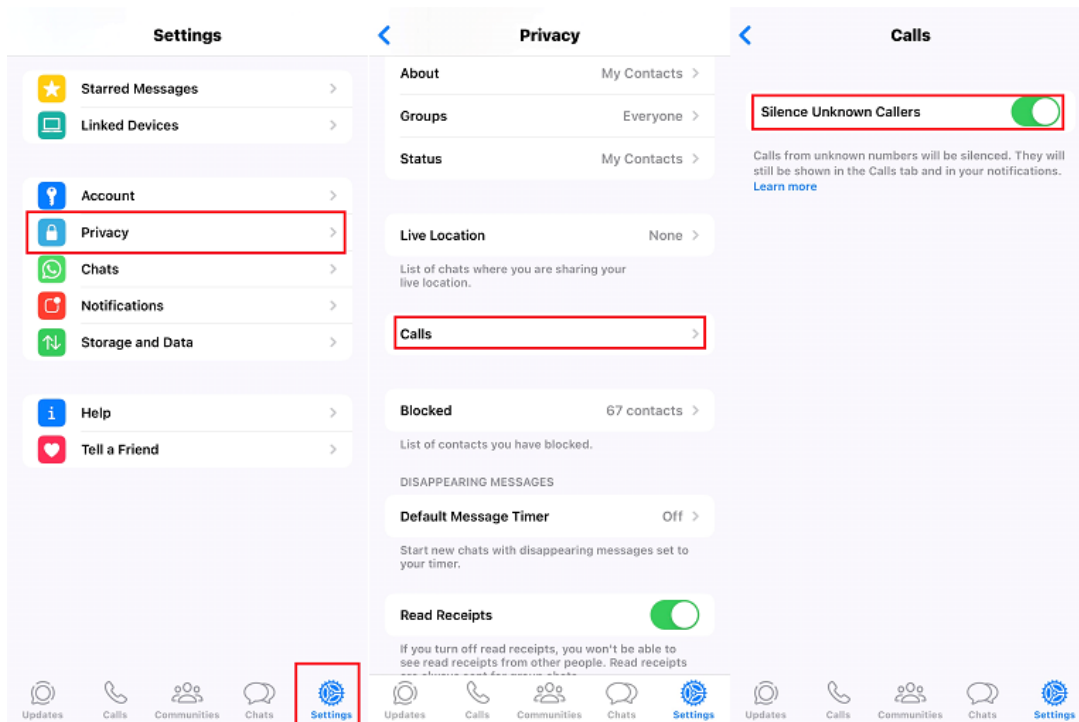 Settings
Starred Messages
Linked Devices
Account
Privacy
Chats
Notifications
Storage and Data
Help
Tell a Friend
Updates
Calls
Communities
Chats
Settings
Privacy
About My Contacts
Groups Everyone
Status My Contacts
Live Location None
List of chats where you are sharing your
live location.
Calls
Blocked 67 contacts
List of contacts you have blocked.
DISAPPEARING MESSAGES
Default Message Timer Off
Start new chats with disappearing messages set to
your timer.
Read Receipts
If you turn off read receipts, you won't be able to
see read receipts from other people. Read receipts
Updates
Calls
Communities
Chats
Settings
Calls
Silence Unknown Callers
Calls from unknown numbers will be silenced. They will
still be shown in the Calls tab and in your notifications.
Learn more
Updates
Calls
Communities
Chats
Settings